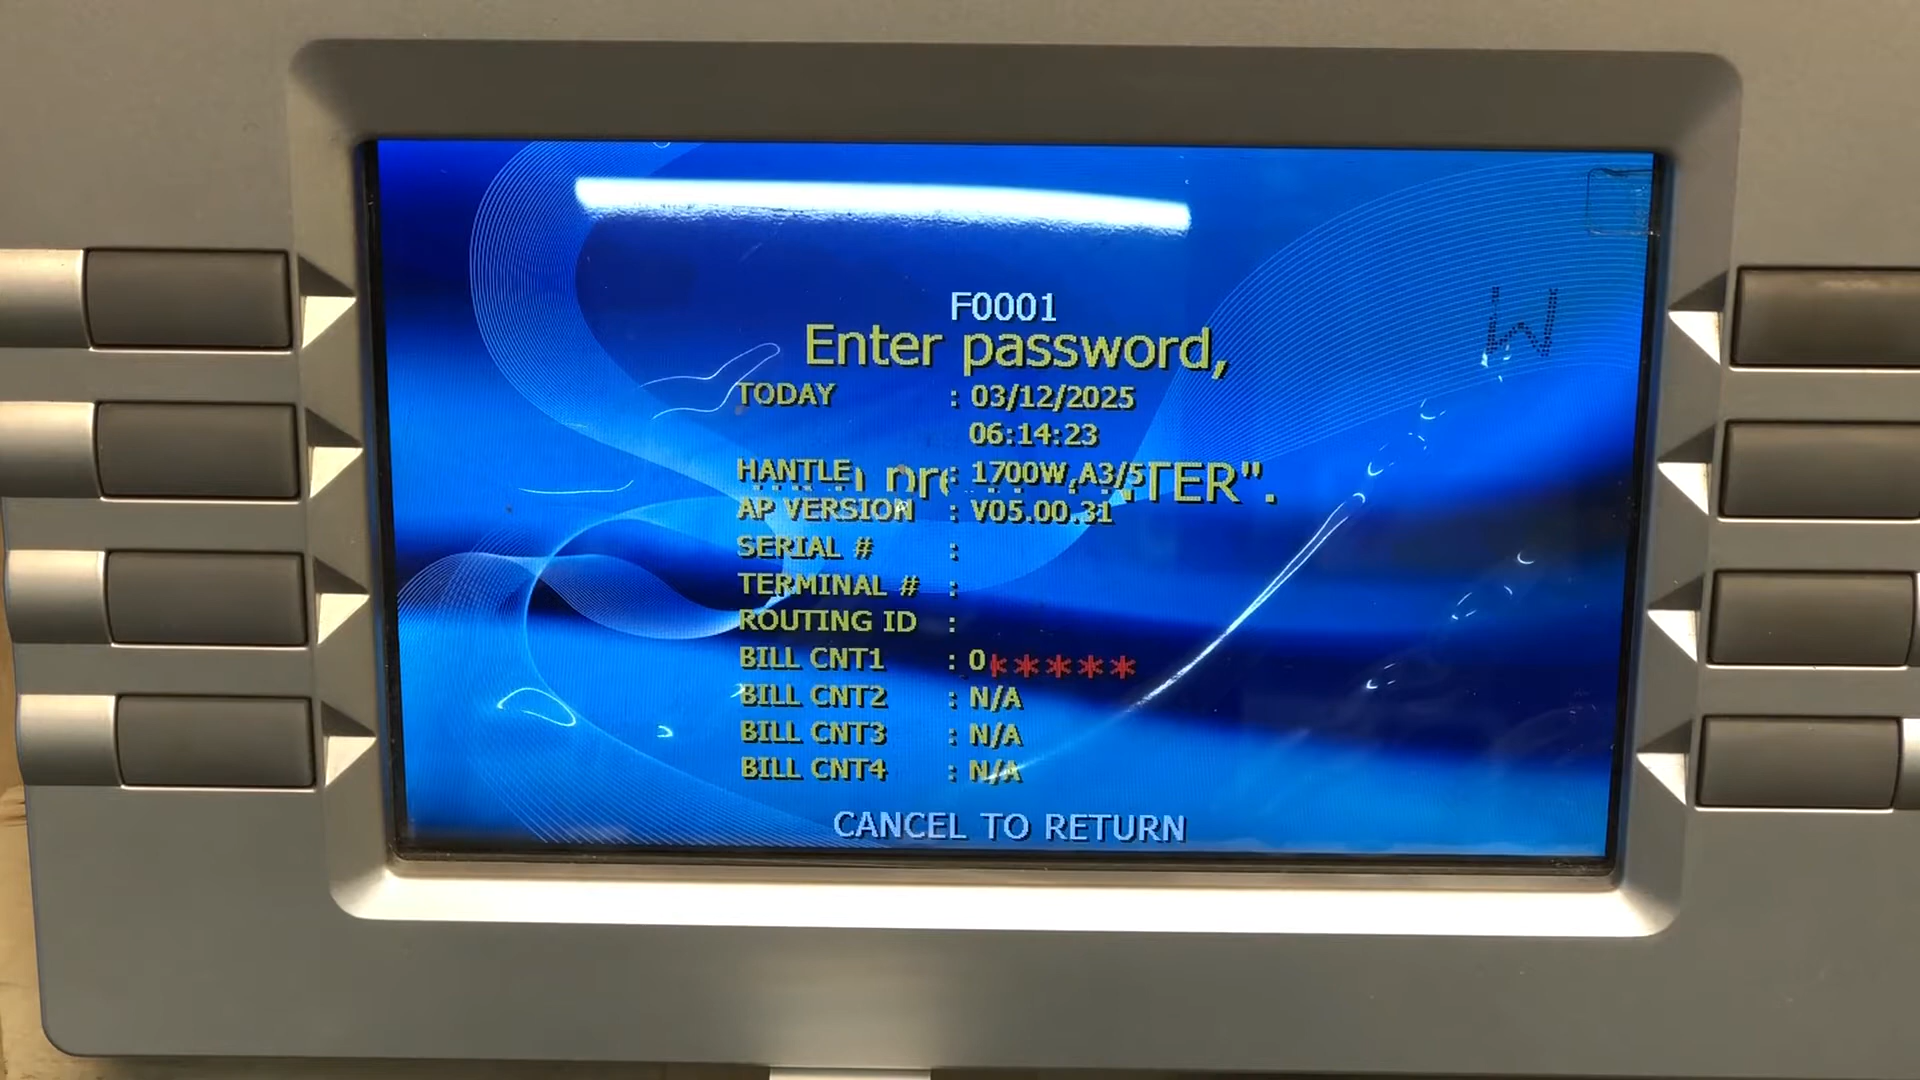 F0001
Enter password,
TODAY : 03/12/2025
06:14:23
HANTLE : 1700W,A3/5
TER".
AP VERSION : V05.00.31
SERIAL # :
TERMINAL # :
ROUTING ID :
BILL CNT1 : 0*****
BILL CNT2 : N/A
BILL CNT3 : N/A
BILL CNT4 : N/A
CANCEL TO RETURN